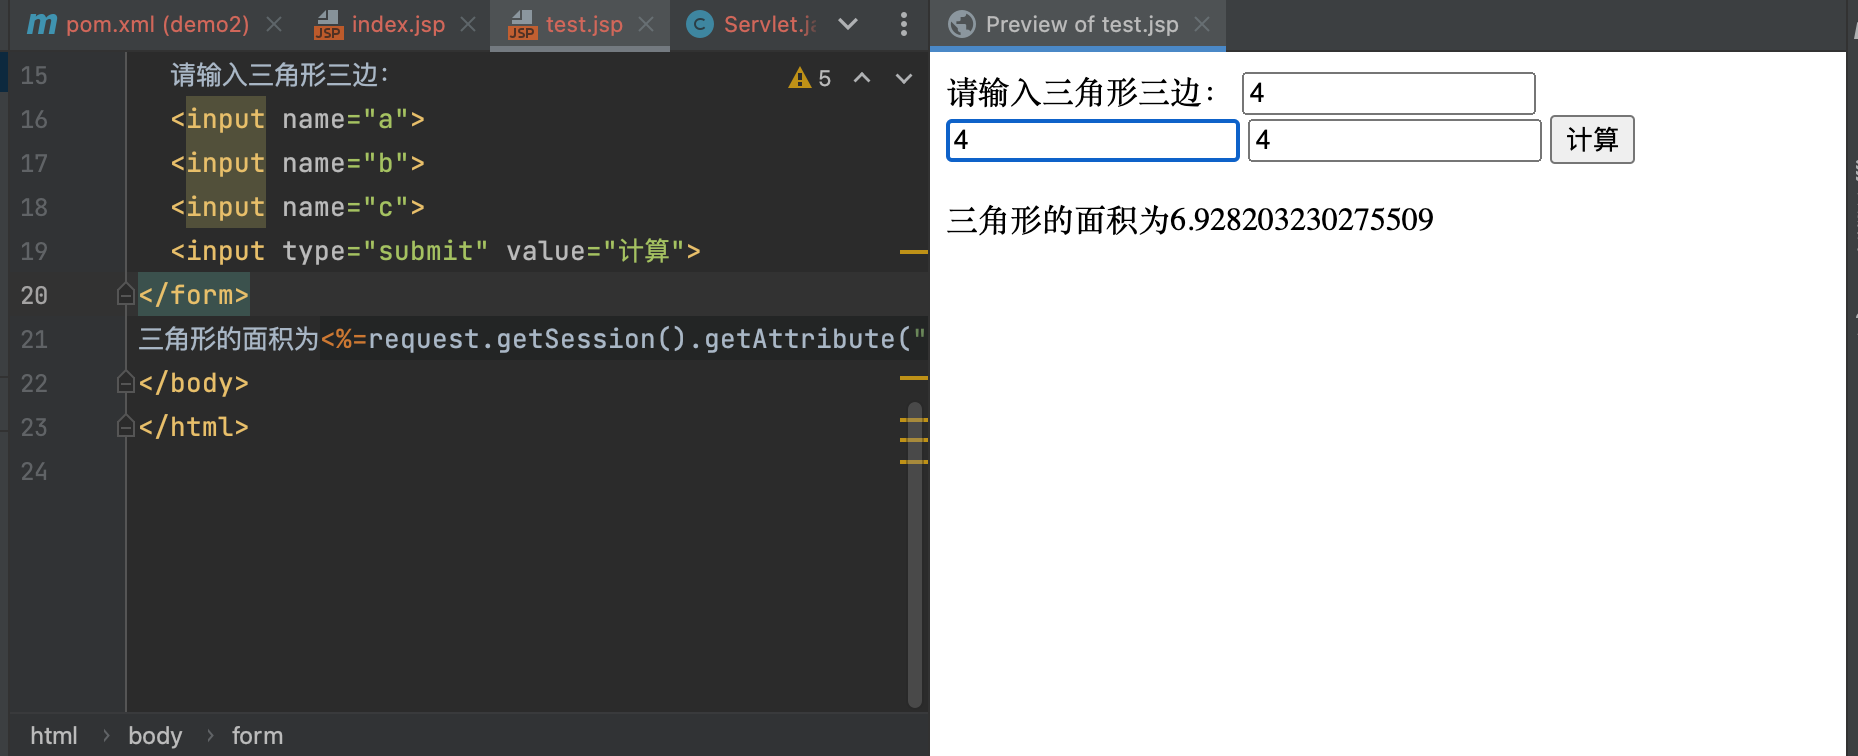 pom.xml (demo2) index.jsp test.jsp Servlet.ja
15 请输入三角形三边：
16 <input name="a">
17 <input name="b">
18 <input name="c">
19 <input type="submit" value="计算">
20 </form>
21 三角形的面积为<%=request.getSession().getAttribute("
22 </body>
23 </html>
24
5
html › body › form
Preview of test.jsp
请输入三角形三边： 4
4 4 计算
三角形的面积为6.928203230275509